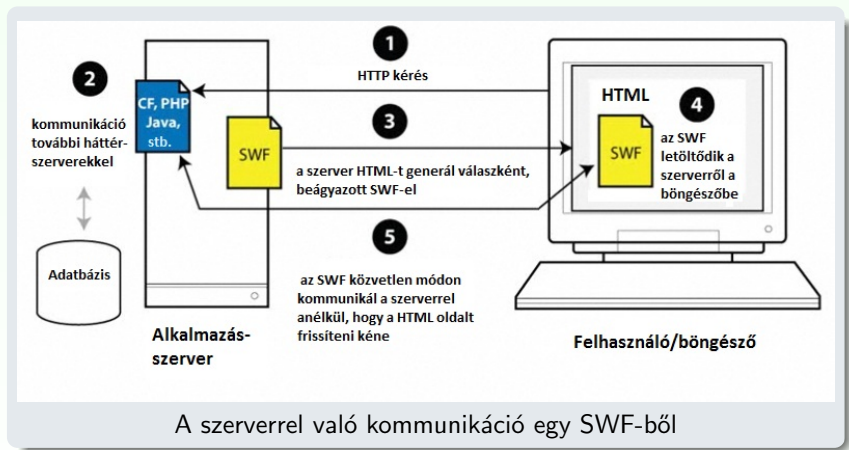 1
HTTP kérés
2
kommunikáció
további háttér-
szerverekkel
CF, PHP
Java,
stb.
SWF
3
a szerver HTML-t generál válaszként,
beágyazott SWF-el
HTML
4
SWF
az SWF
letöltődik a
szerverről a
böngészőbe
5
az SWF közvetlen módon
kommunikál a szerverrel
anélkül, hogy a HTML oldalt
frissíteni kéne
Adatbázis
Alkalmazás-
szerver
Felhasználó/böngésző
A szerverrel való kommunikáció egy SWF-ből